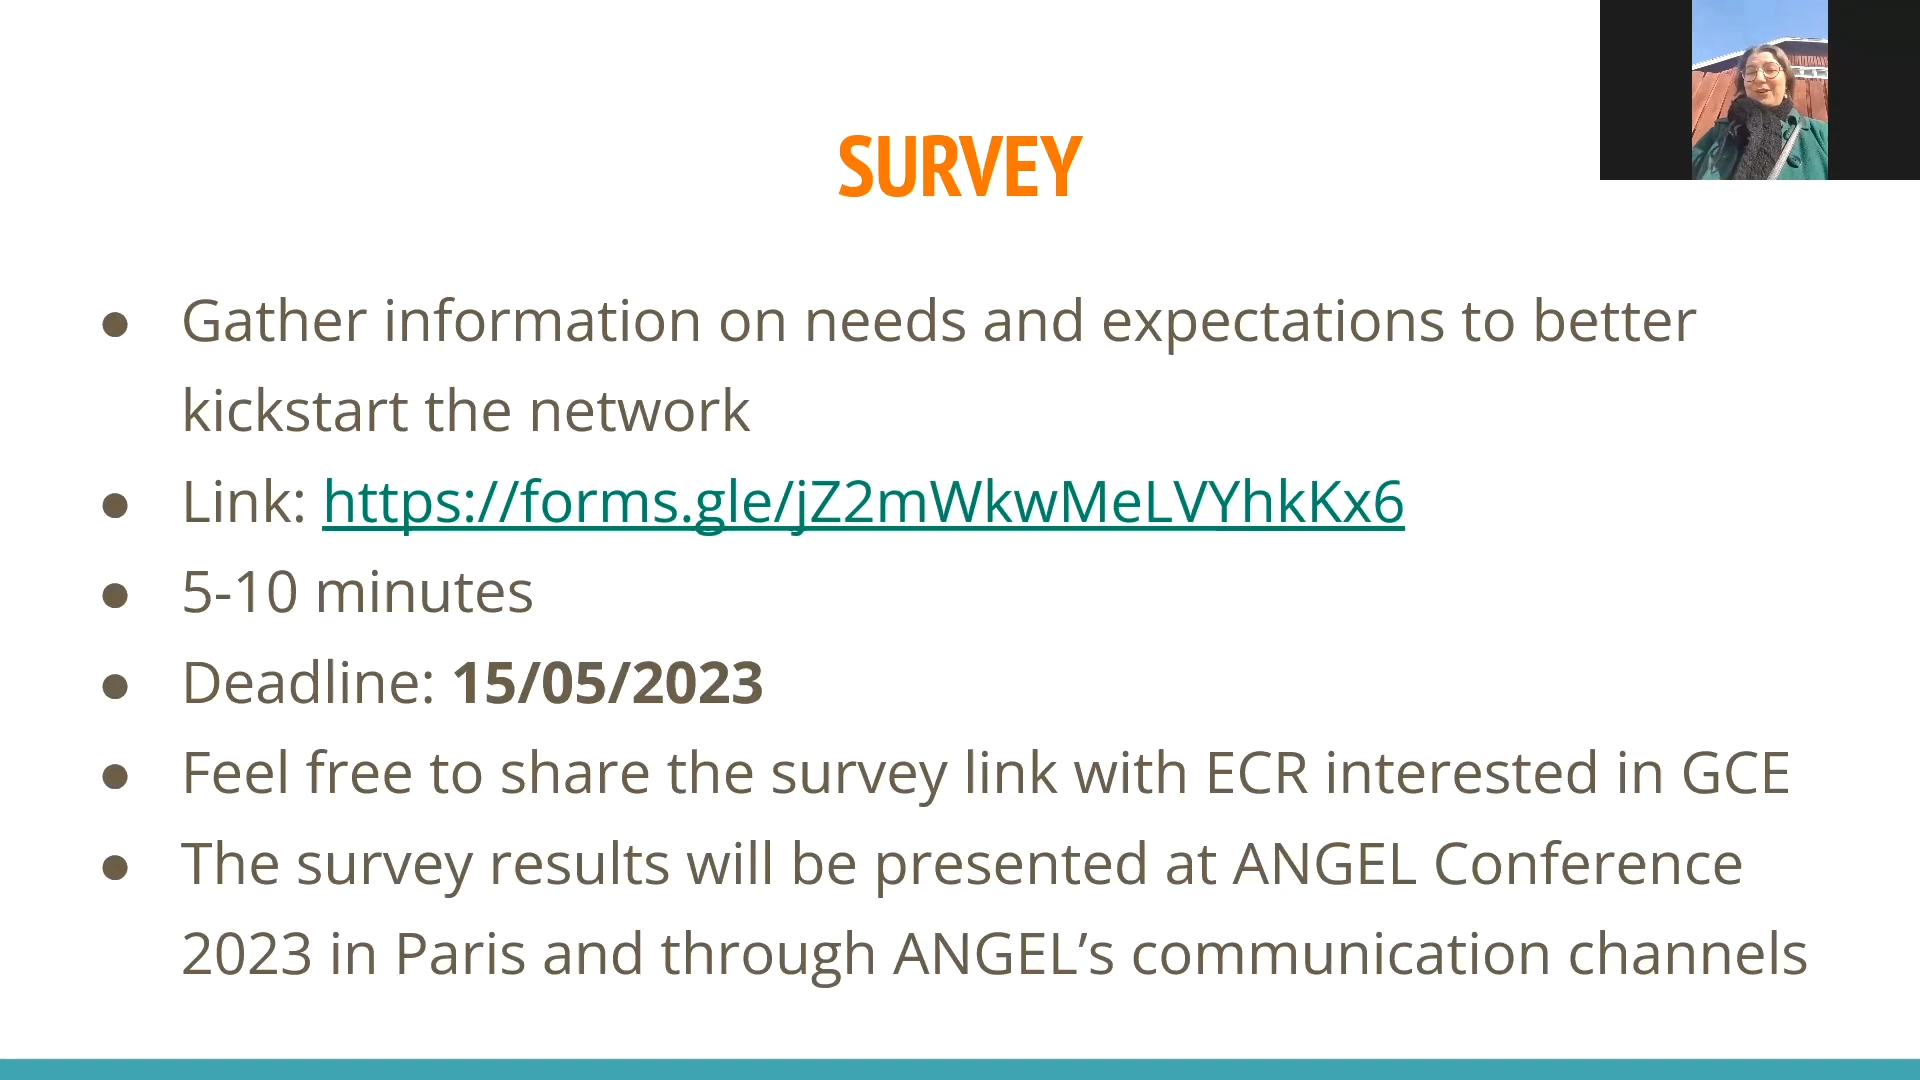 SURVEY
● Gather information on needs and expectations to better
kickstart the network
● Link: https://forms.gle/jZ2mWkwMeLVYhkKx6
● 5-10 minutes
● Deadline: 15/05/2023
● Feel free to share the survey link with ECR interested in GCE
● The survey results will be presented at ANGEL Conference
2023 in Paris and through ANGEL’s communication channels